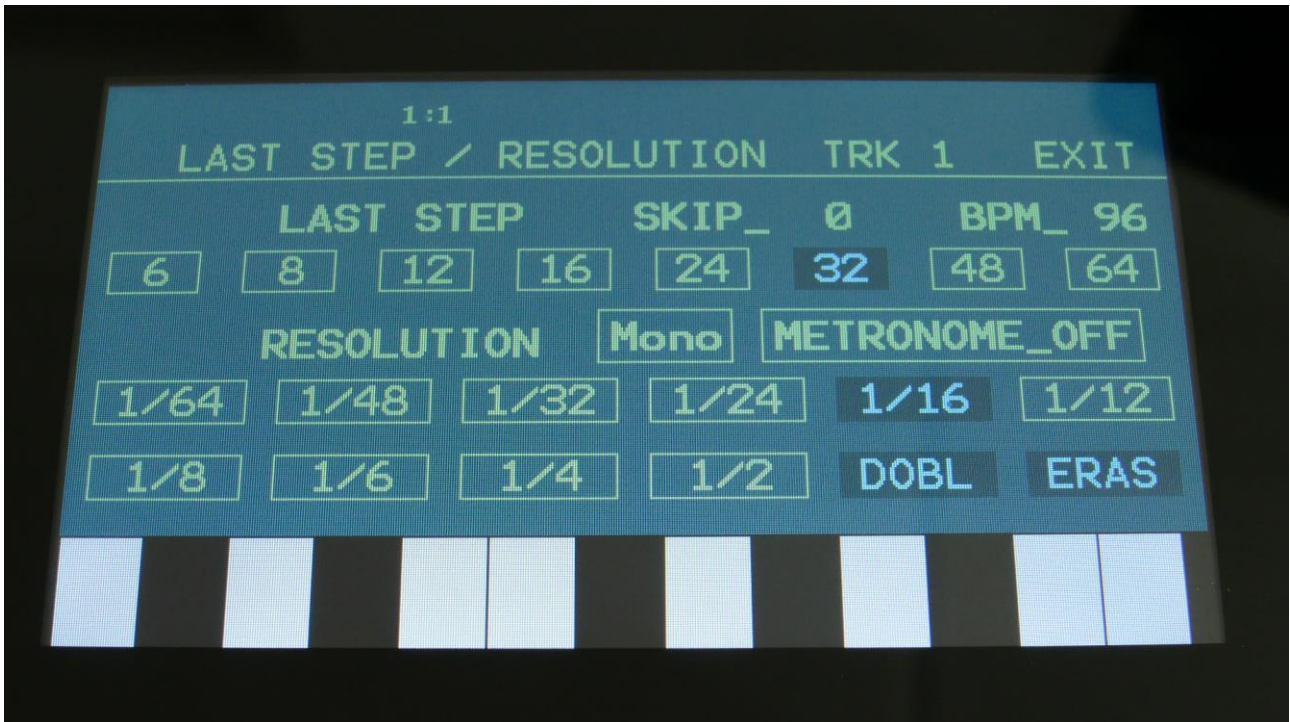 1:1
LAST STEP / RESOLUTION TRK 1 EXIT
LAST STEP SKIP_ 0 BPM_ 96
6 8 12 16 24 32 48 64
RESOLUTION Mono METRONOME_OFF
1/64 1/48 1/32 1/24 1/16 1/12
1/8 1/6 1/4 1/2 DOBL ERAS